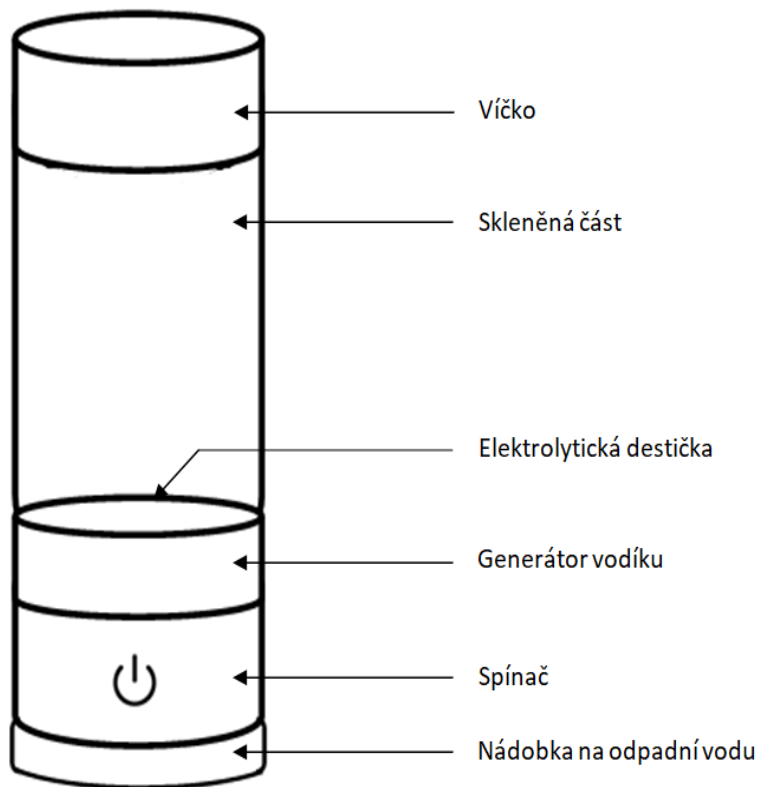 Víčko
Skleněná část
Elektrolytická destička
Generátor vodíku
Spínač
Nádobka na odpadní vodu